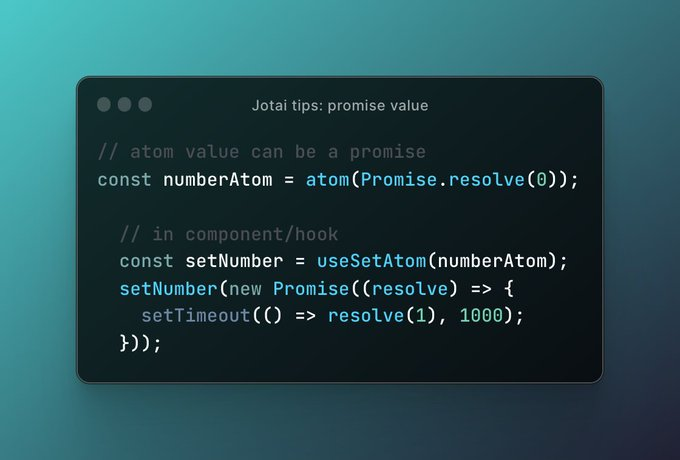 Jotai tips: promise value
// atom value can be a promise
const numberAtom = atom(Promise.resolve(0));
// in component/hook
const setNumber = useSetAtom(numberAtom);
setNumber(new Promise((resolve) => {
setTimeout(() => resolve(1), 1000);
}));